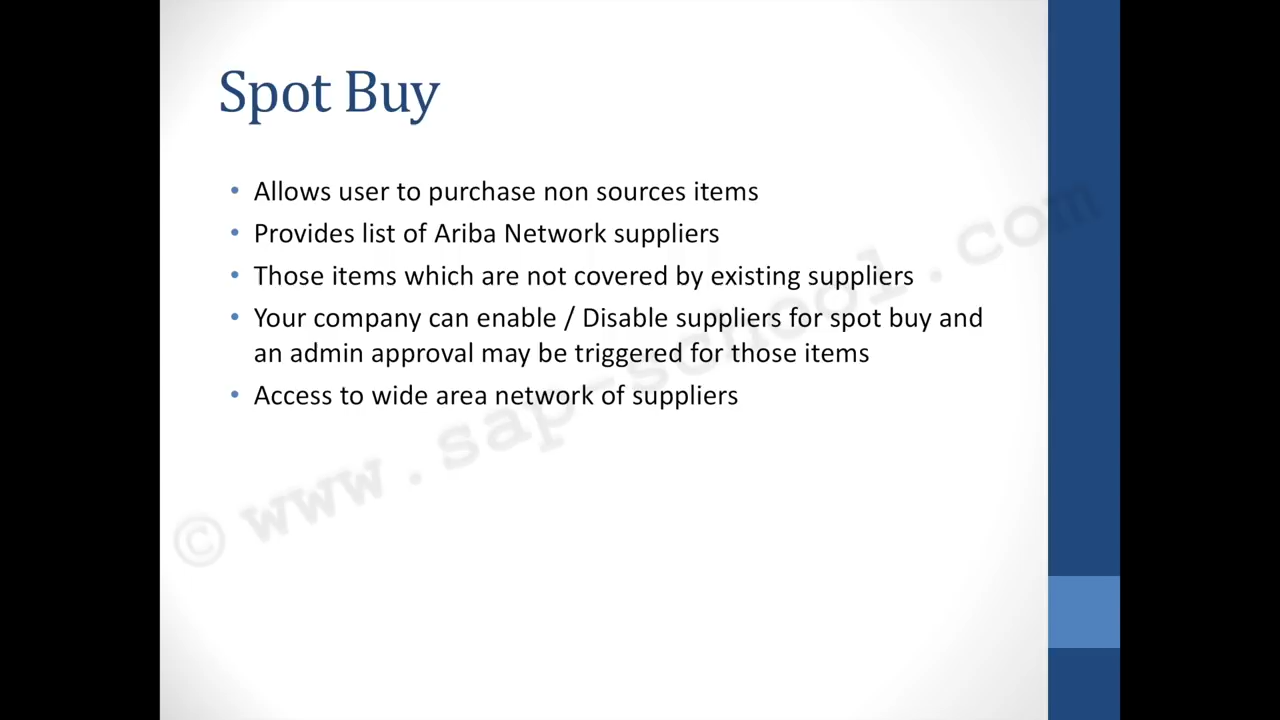 Spot Buy
• Allows user to purchase non sources items
• Provides list of Ariba Network suppliers
• Those items which are not covered by existing suppliers
• Your company can enable / Disable suppliers for spot buy and
an admin approval may be triggered for those items
• Access to wide area network of suppliers
© www.sap-school.com